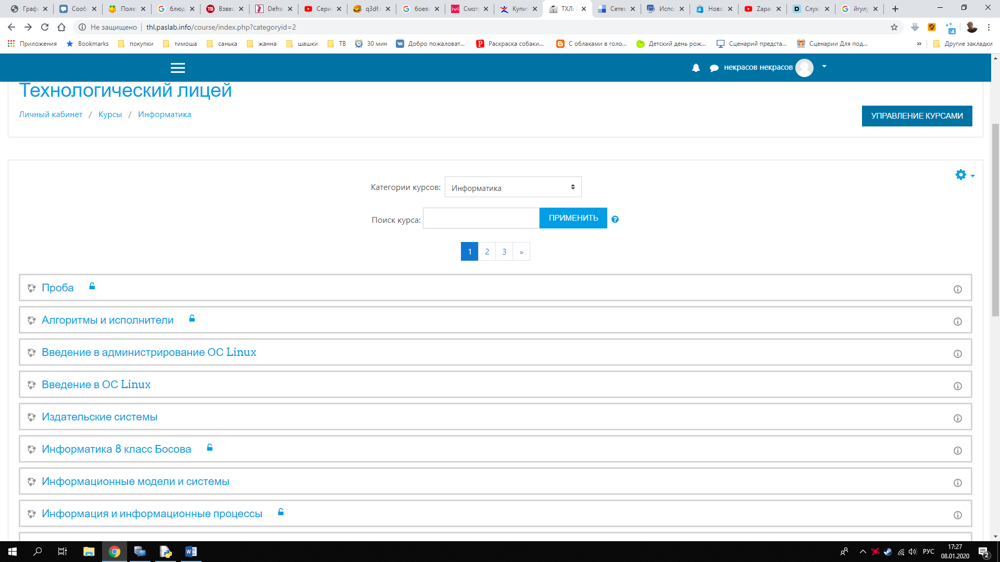 Граф Сооб Поле блюд Взвеш Defra Сери q3df. боев Смот Купит ТХЛ: Сетев Испо. Ново Zapa Слух йгулу
Не защищено thl.paslab.info/course/index.php?categoryid=2
Приложения Bookmarks покупки тимоша санька жанна шашки ТВ 30 мин Добро пожаловат... Раскраска собаки... С облаками в голо... Детский день рож... Сценарий предста... Сценарии Для под... » Другие закладки
некрасов некрасов
Технологический лицей
Личный кабинет / Курсы / Информатика
УПРАВЛЕНИЕ КУРСАМИ
Категории курсов: Информатика
Поиск курса: ПРИМЕНИТЬ
1 2 3 »
Проба
Алгоритмы и исполнители
Введение в администрирование ОС Linux
Введение в ОС Linux
Издательские системы
Информатика 8 класс Босова
Информационные модели и системы
Информация и информационные процессы
РУС 17:27
08.01.2020 2